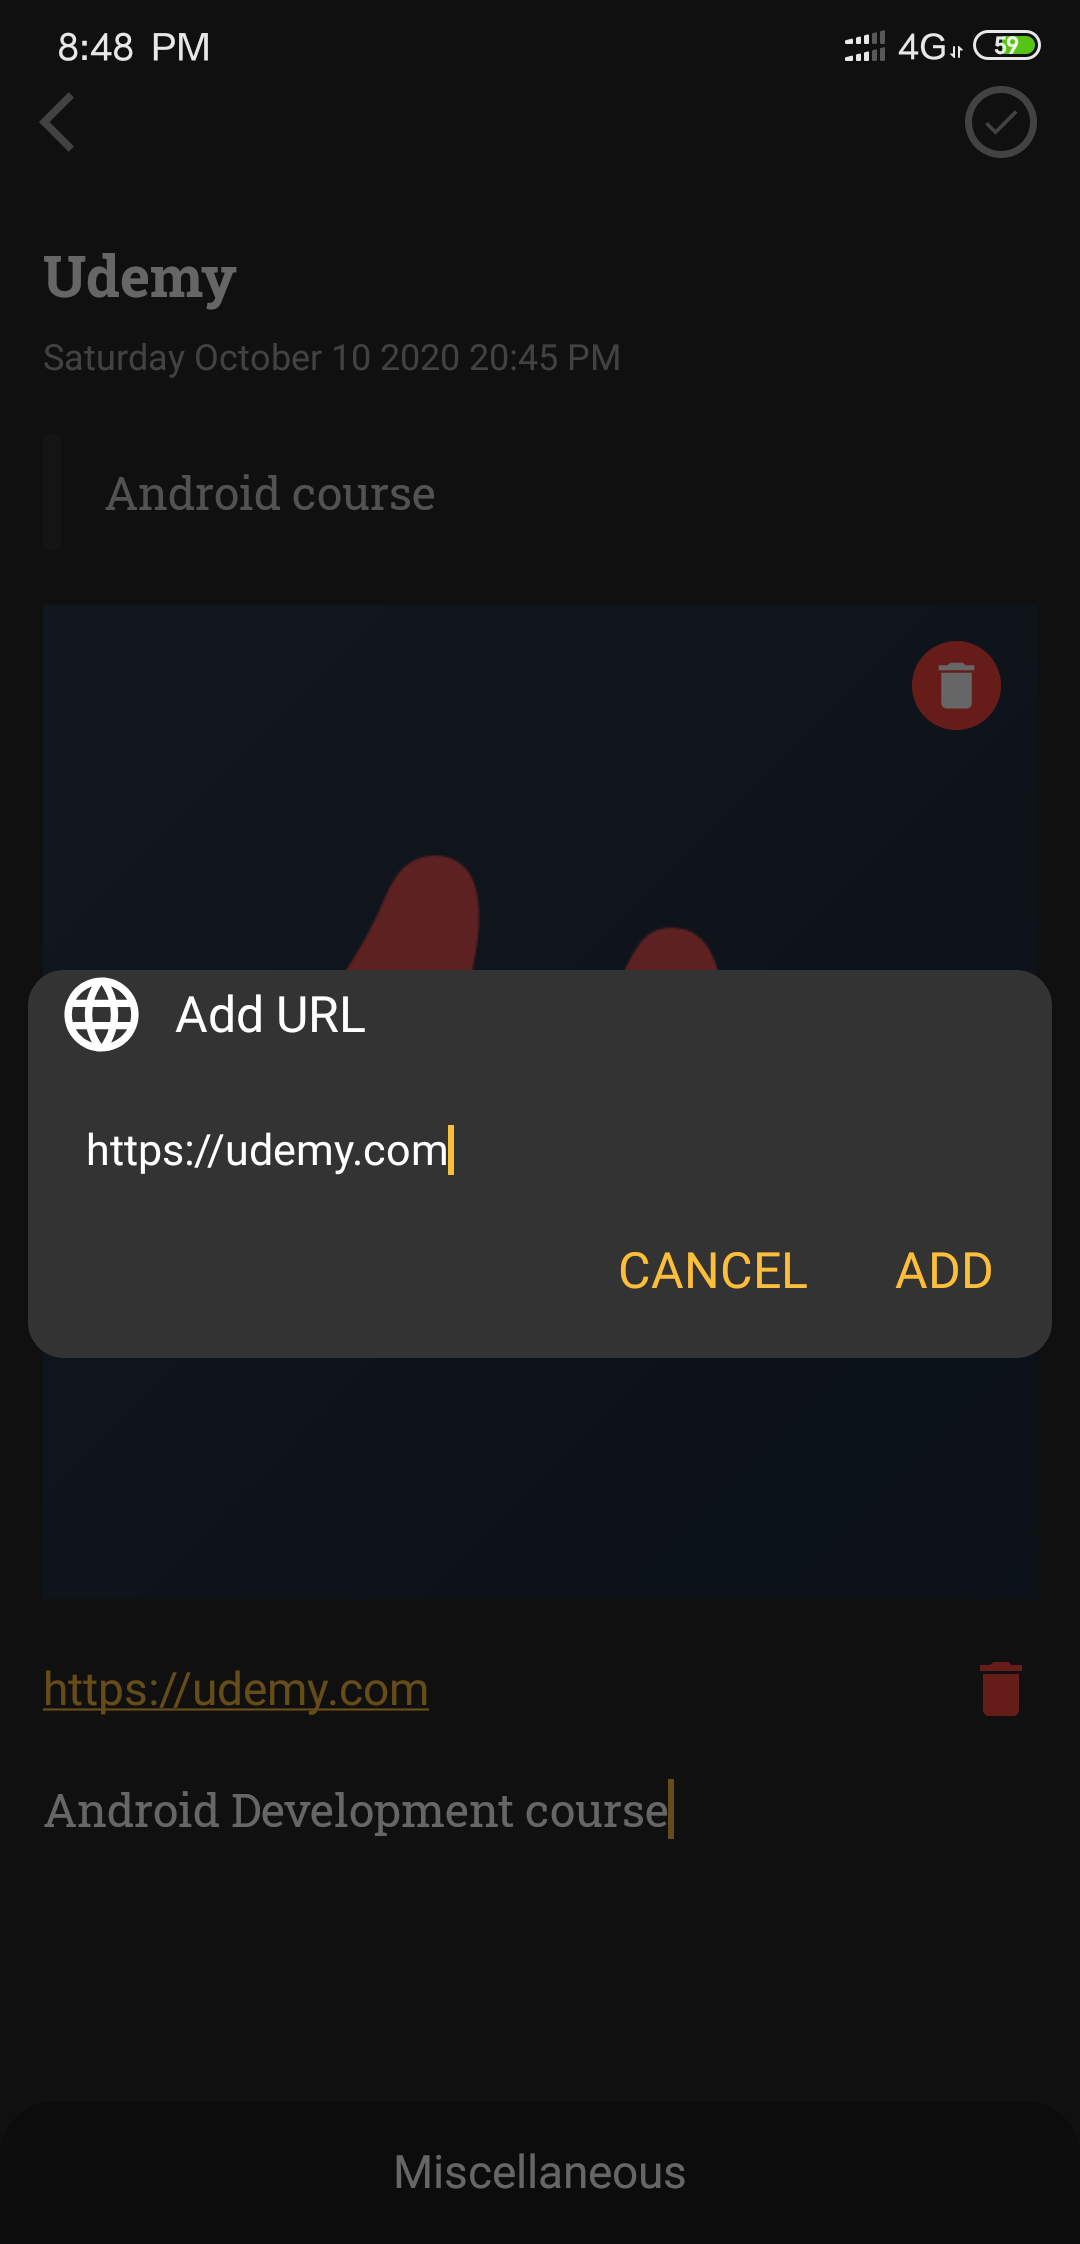 8:48 PM 4G 59
Udemy
Saturday October 10 2020 20:45 PM
Android course
Add URL
https://udemy.com
CANCEL ADD
https://udemy.com
Android Development course
Miscellaneous